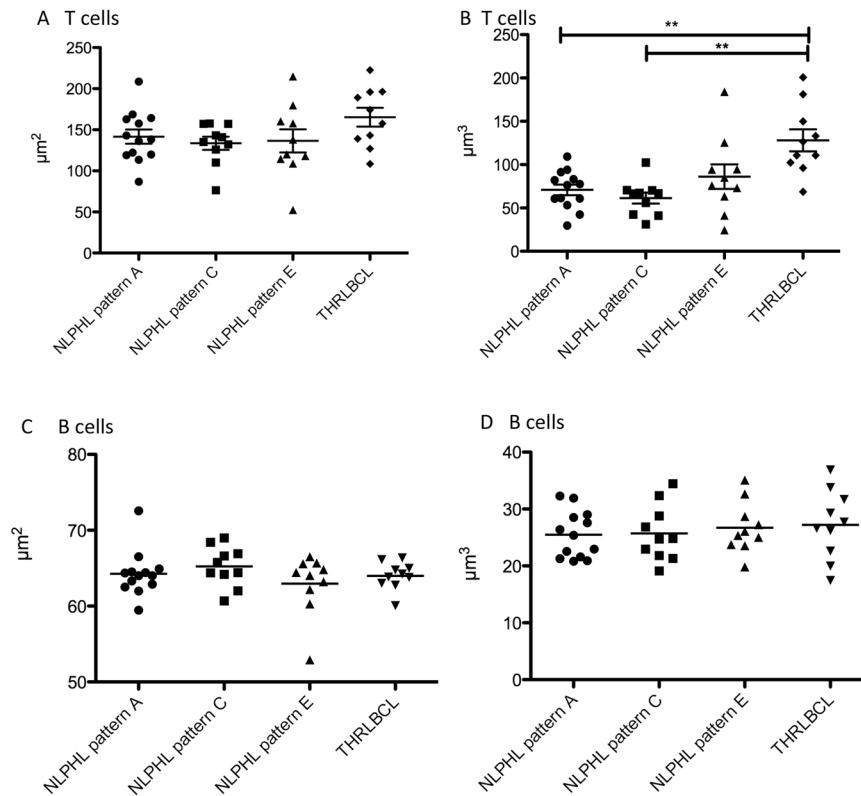 A T cells
250
200
150
100
50
0
µm2
NLPHL pattern A
NLPHL pattern C
NLPHL pattern E
THRLBCL
B T cells
**
**
250
200
150
100
50
0
µm3
NLPHL pattern A
NLPHL pattern C
NLPHL pattern E
THRLBCL
C B cells
80
70
60
50
µm2
NLPHL pattern A
NLPHL pattern C
NLPHL pattern E
THRLBCL
D B cells
40
30
20
10
0
µm3
NLPHL pattern A
NLPHL pattern C
NLPHL pattern E
THRLBCL